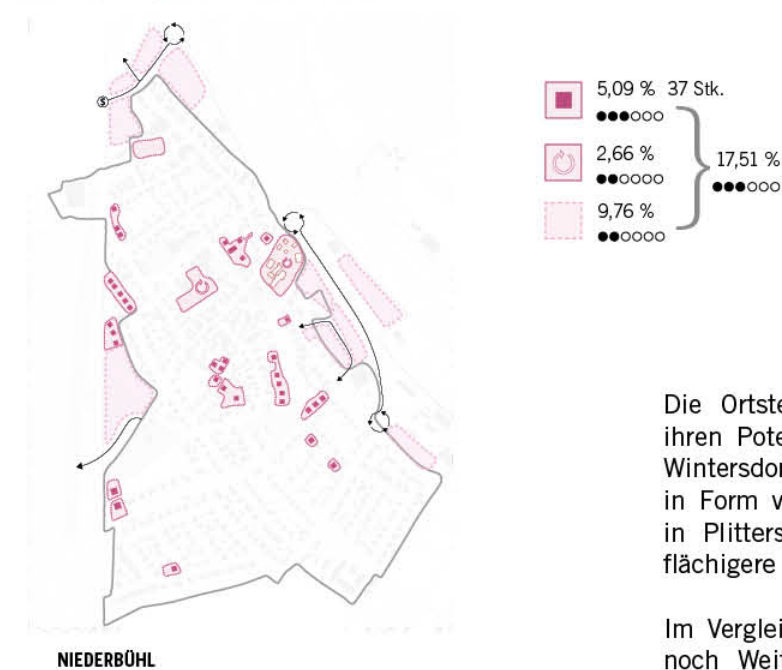 5,09 % 37 Stk.
2,66 %
17,51 %
9,76 %
S
Die Ortste
ihren Pote
Wintersdor
in Form v
in Plitters
flächigere
Im Verglei
noch Weit
NIEDERBÜHL